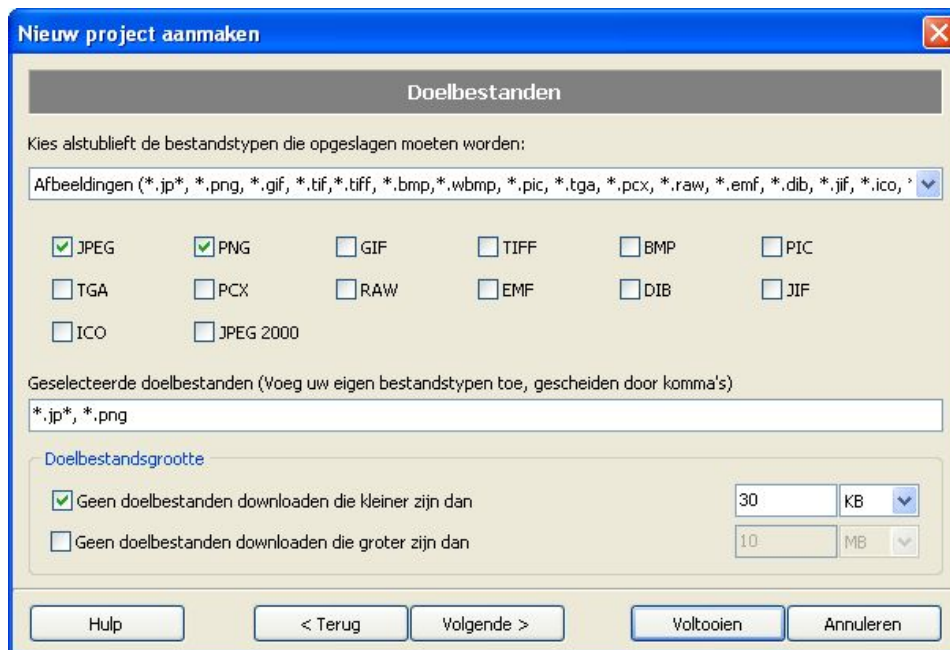 Nieuw project aanmaken
Doelbestanden
Kies alstublieft de bestandstypen die opgeslagen moeten worden:
Afbeeldingen (*.jp*, *.png, *.gif, *.tif,*.tiff, *.bmp,*.wbmp, *.pic, *.tga, *.pcx, *.raw, *.emf, *.dib, *.jif, *.ico, *
JPEG PNG GIF TIFF BMP PIC
TGA PCX RAW EMF DIB JIF
ICO JPEG 2000
Geselecteerde doelbestanden (Voeg uw eigen bestandstypen toe, gescheiden door komma's)
*.jp*, *.png
Doelbestandsgrootte
Geen doelbestanden downloaden die kleiner zijn dan 30 KB
Geen doelbestanden downloaden die groter zijn dan 10 MB
Hulp < Terug Volgende > Voltooien Annuleren